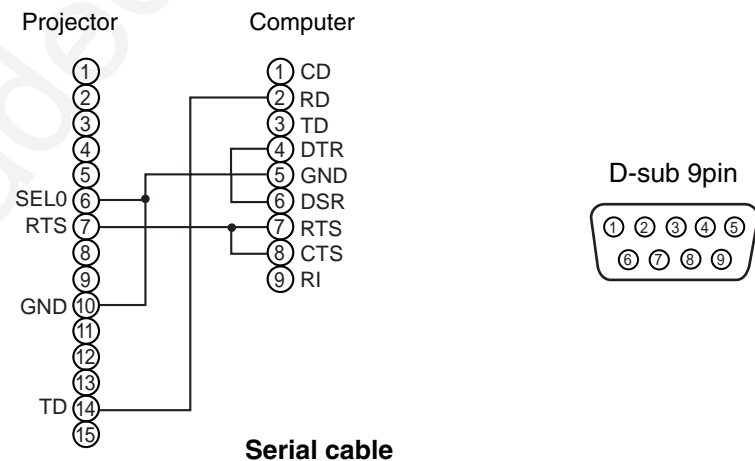 Projector Computer
1 1 CD
2 2 RD
3 3 TD
4 4 DTR
5 5 GND
SEL0 6 6 DSR
RTS 7 7 RTS
8 8 CTS
9 9 RI
GND 10
11
12
13
TD 14
15
Serial cable
D-sub 9pin
1 2 3 4 5
6 7 8 9